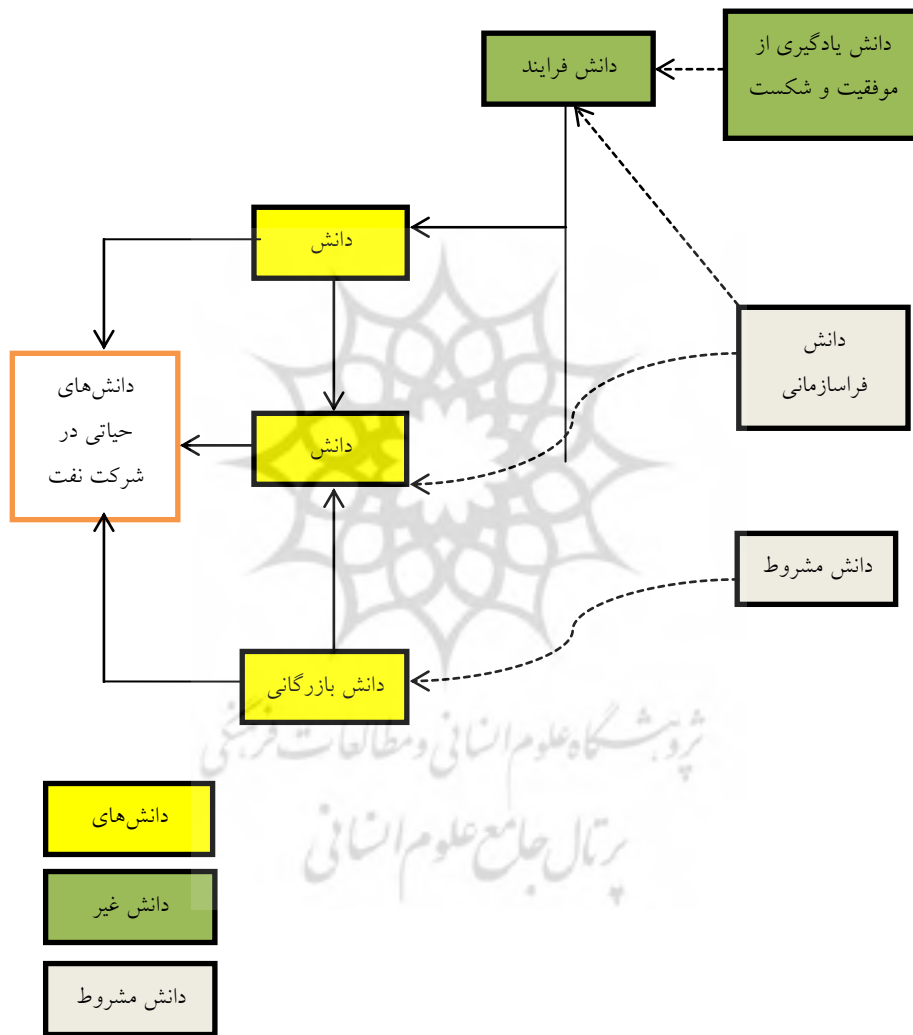 دانش یادگیری از
موفقیت و شکست
دانش فرایند
دانش
دانش
فراسازمانی
دانش‌های
حیاتی در
شرکت نفت
دانش
دانش مشروط
دانش بازرگانی
پژوهشگاه علوم انسانی و مطالعات فرهنگی
پرتال جامع علوم انسانی
دانش‌های
دانش غیر
دانش مشروط